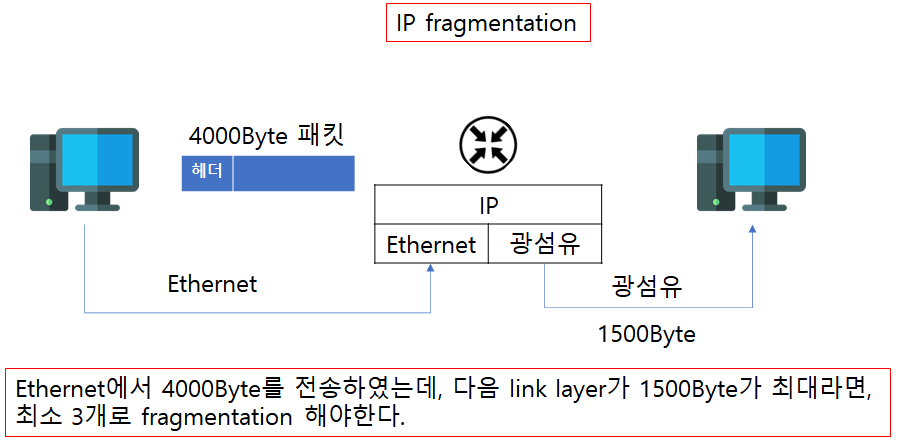 IP fragmentation
4000Byte 패킷
헤더
IP
Ethernet
광섬유
Ethernet
광섬유
1500Byte
Ethernet에서 4000Byte를 전송하였는데, 다음 link layer가 1500Byte가 최대라면,
최소 3개로 fragmentation 해야한다.